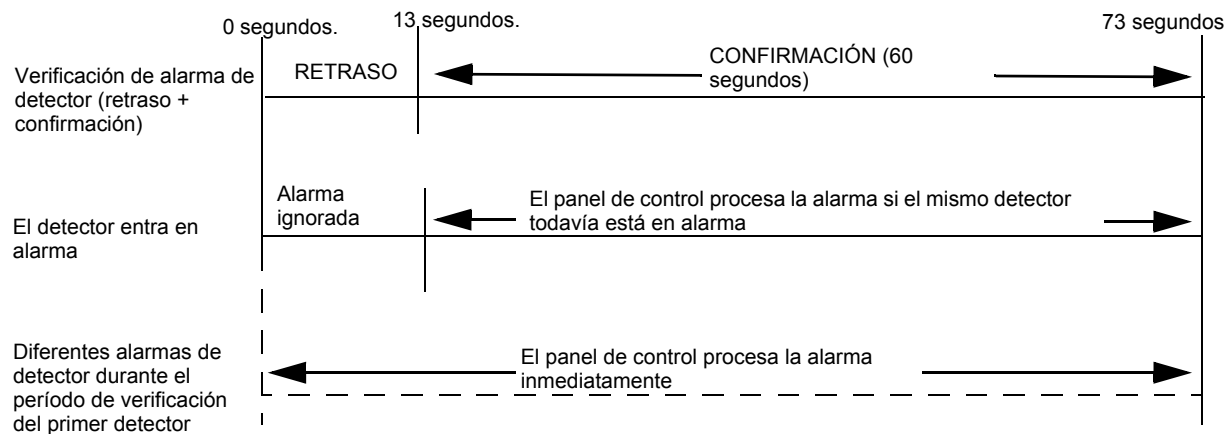 0 segundos.
13 segundos.
73 segundos
Verificación de alarma de
detector (retraso +
confirmación)
RETRASO
CONFIRMACIÓN (60
segundos)
El detector entra en
alarma
Alarma
ignorada
El panel de control procesa la alarma si el mismo detector
todavía está en alarma
Diferentes alarmas de
detector durante el
período de verificación
del primer detector
El panel de control procesa la alarma
inmediatamente